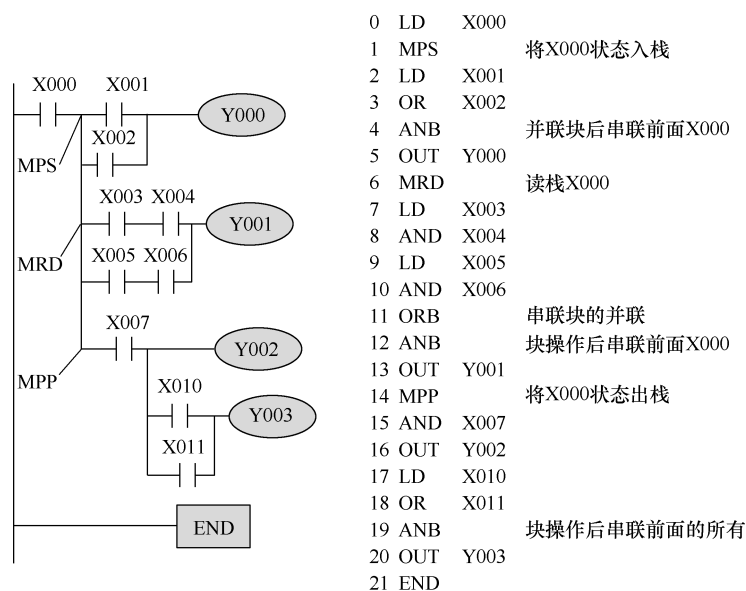 X000
X001
Y000
X002
MPS
X003
X004
Y001
X005
X006
MRD
X007
Y002
MPP
X010
Y003
X011
END
0 LD X000
1 MPS 将X000状态入栈
2 LD X001
3 OR X002
4 ANB 并联块后串联前面X000
5 OUT Y000
6 MRD 读栈X000
7 LD X003
8 AND X004
9 LD X005
10 AND X006
11 ORB 串联块的并联
12 ANB 块操作后串联前面X000
13 OUT Y001
14 MPP 将X000状态出栈
15 AND X007
16 OUT Y002
17 LD X010
18 OR X011
19 ANB 块操作后串联前面的所有
20 OUT Y003
21 END